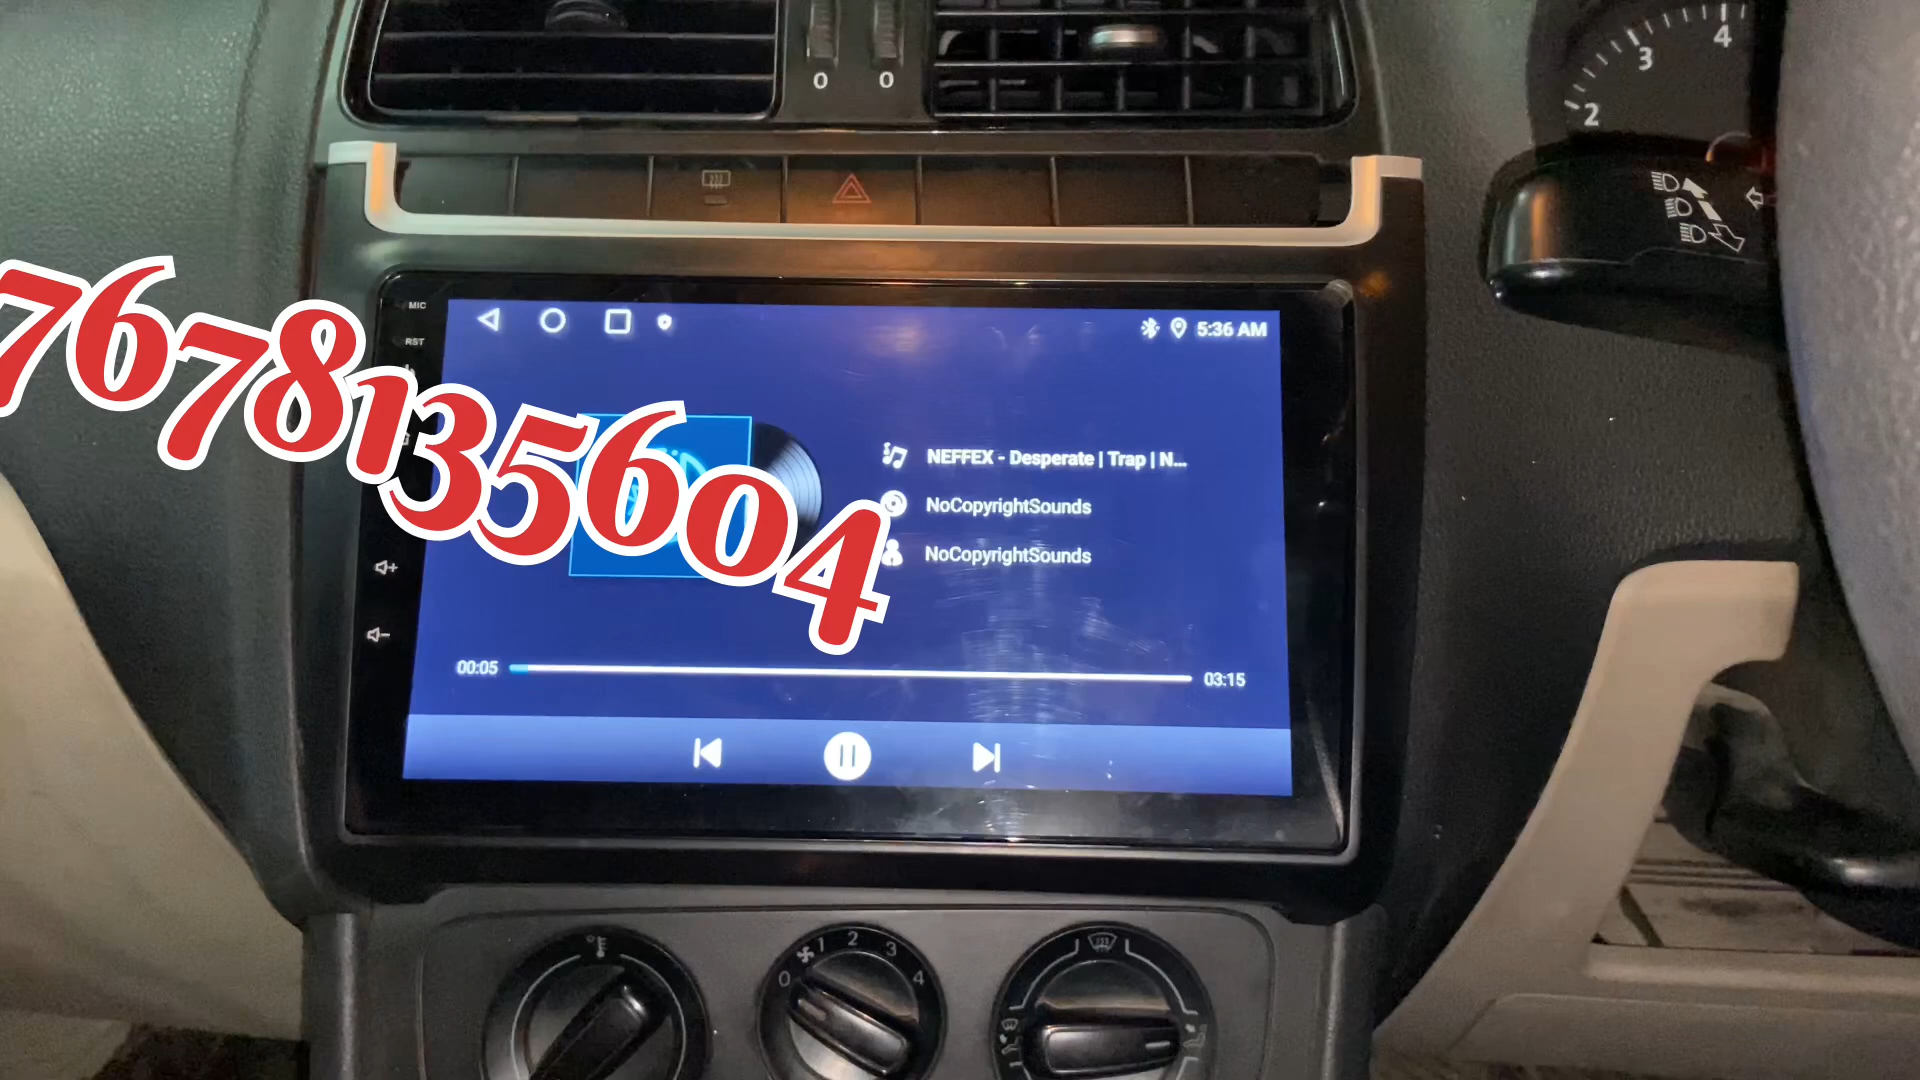 0 0
2 3 4
MIC
RST
5:36 AM
7678135604
NEFFEX - Desperate | Trap | N...
NoCopyrightSounds
NoCopyrightSounds
00:05
03:15
0 1 2 3 4